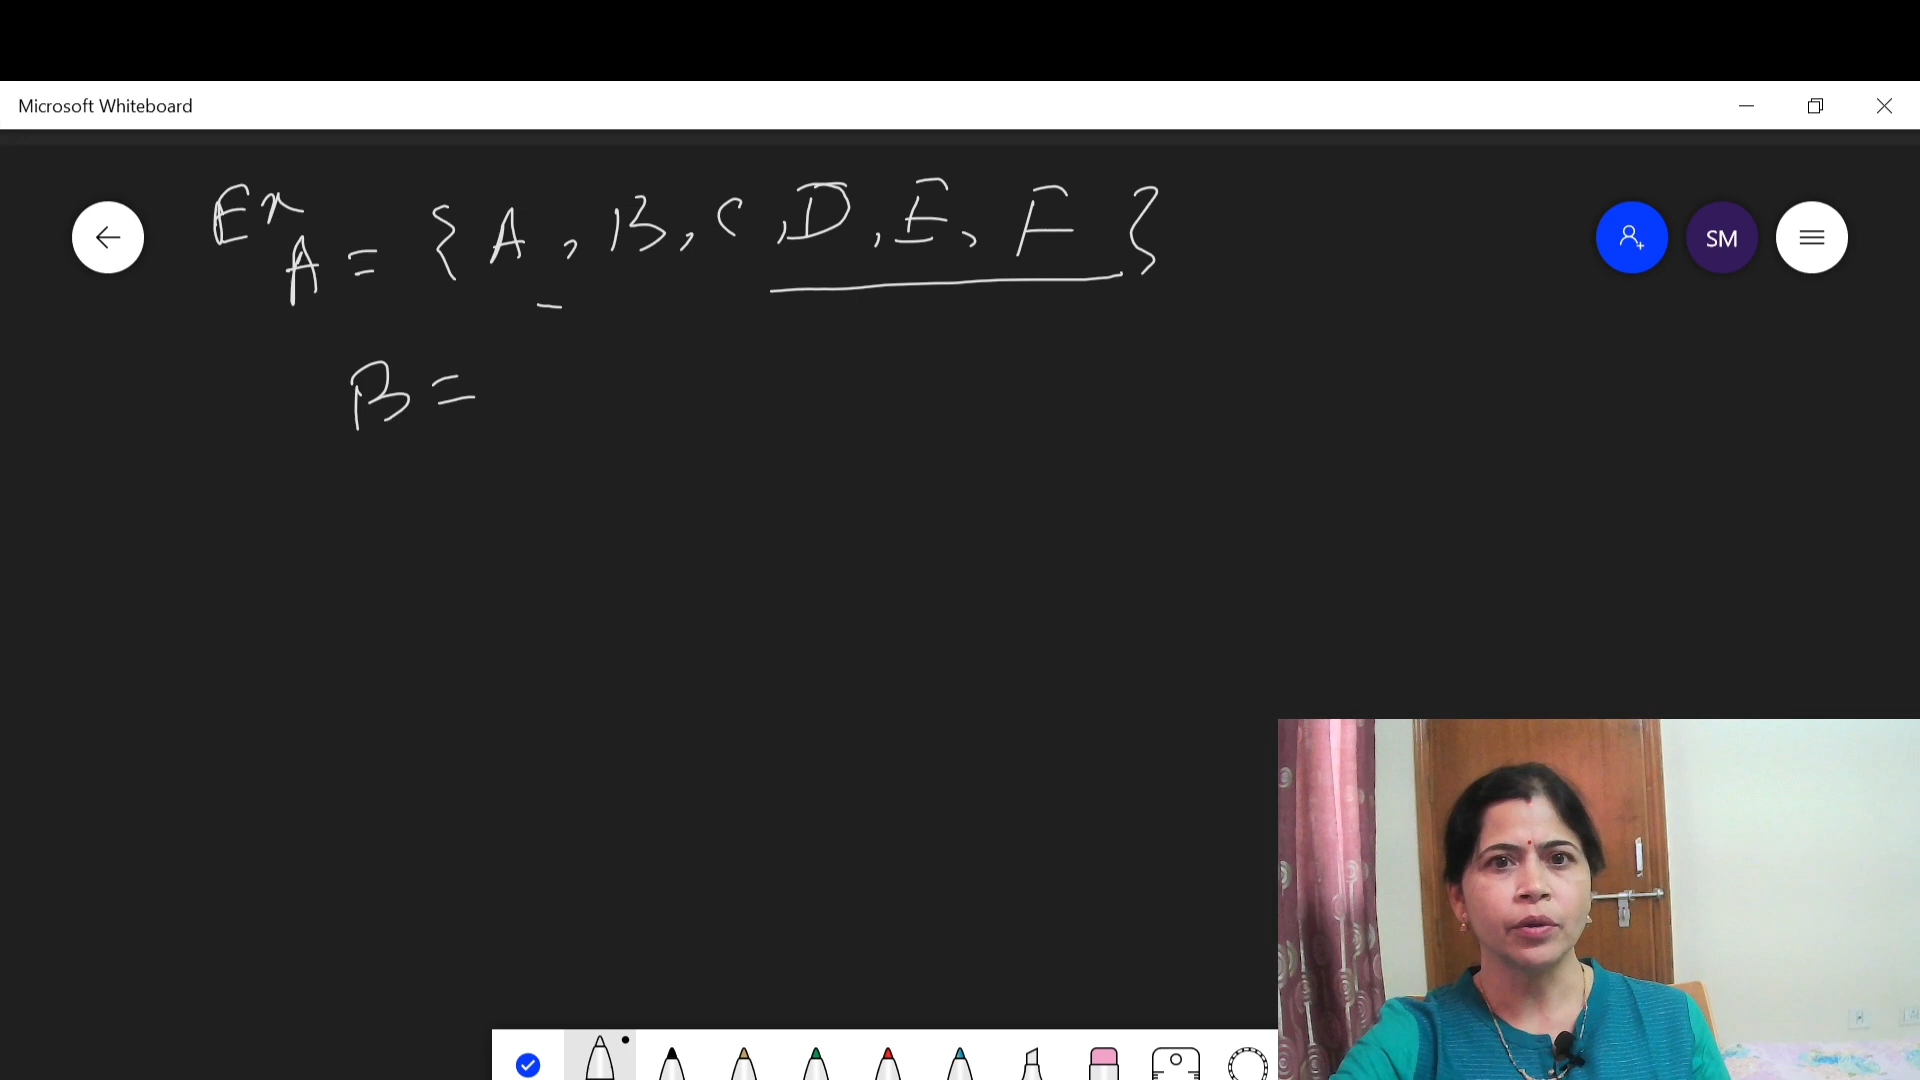 Microsoft Whiteboard
Ex
A = { A , B, C ,D, E, F }
SM
B =